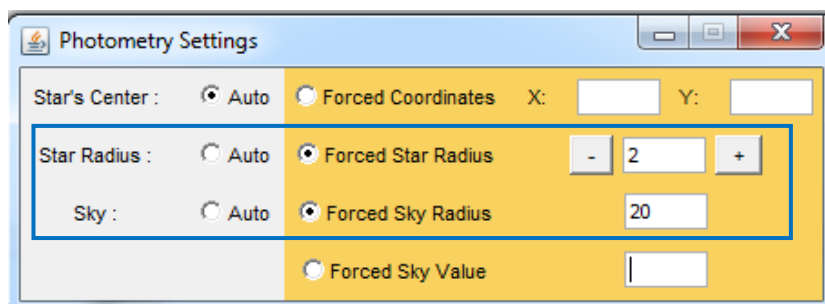 Photometry Settings
Star's Center : Auto Forced Coordinates X: Y:
Star Radius : Auto Forced Star Radius - 2 +
Sky : Auto Forced Sky Radius 20
Forced Sky Value